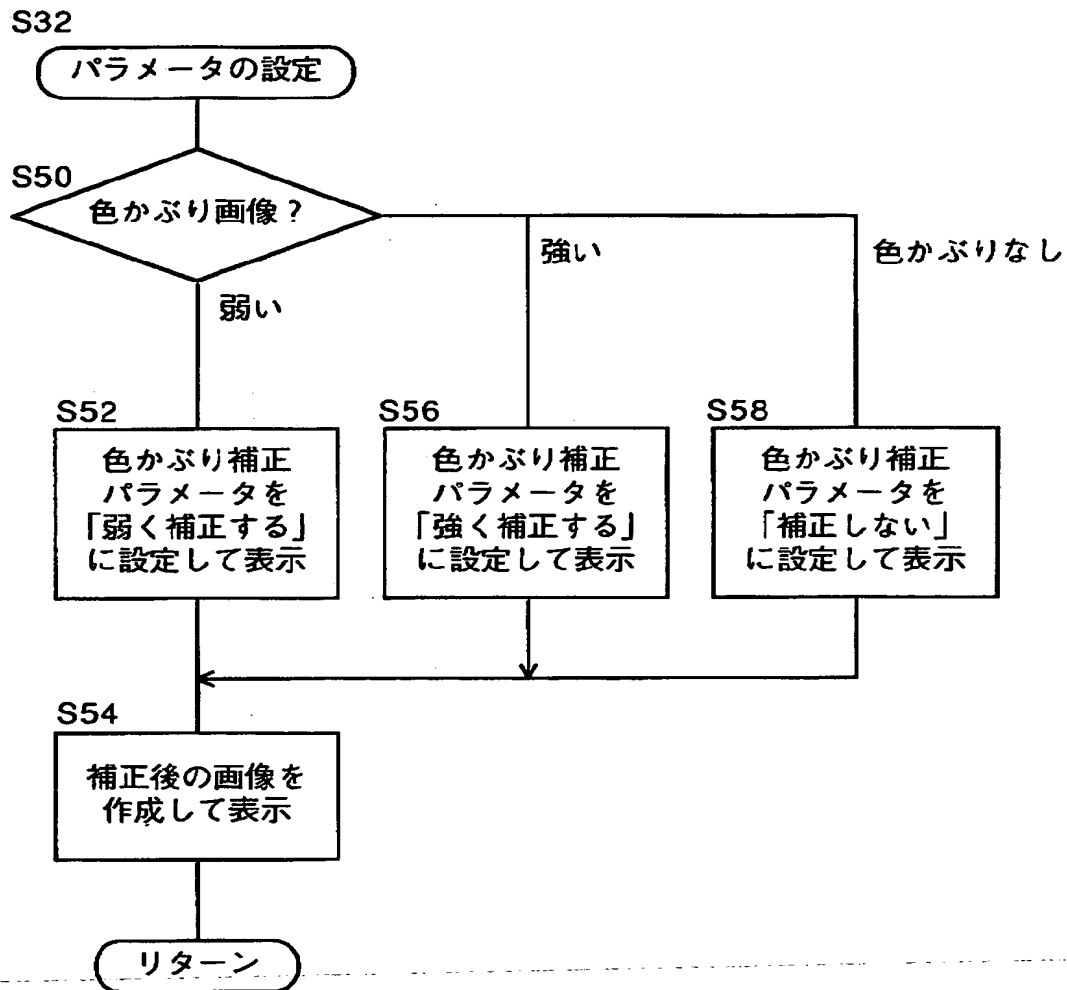 S32
パラメータの設定
S50
色かぶり画像？
強い
色かぶりなし
弱い
S52
色かぶり補正
パラメータを
「弱く補正する」
に設定して表示
S56
色かぶり補正
パラメータを
「強く補正する」
に設定して表示
S58
色かぶり補正
パラメータを
「補正しない」
に設定して表示
S54
補正後の画像を
作成して表示
リターン